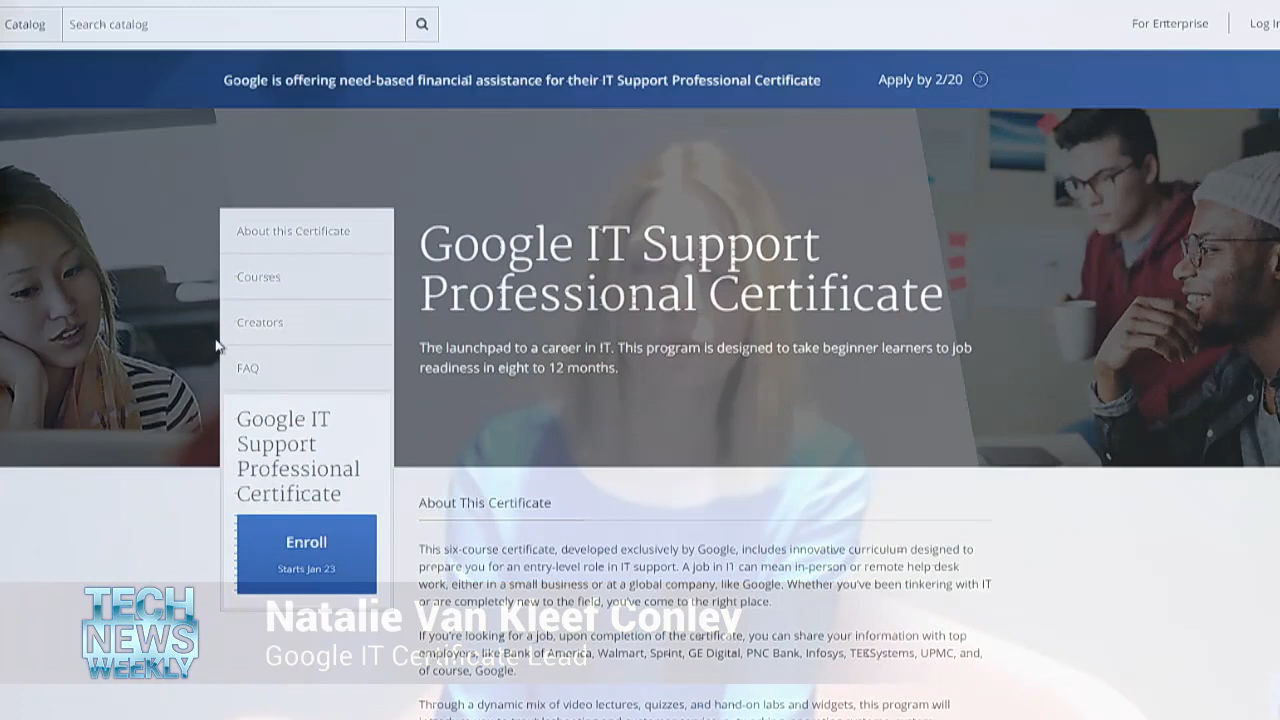 Catalog
Search catalog
For Enterprise
Log In
Google is offering need-based financial assistance for their IT Support Professional Certificate
Apply by 2/20
About this Certificate
Courses
Creators
FAQ
Google IT
Support
Professional
Certificate
Enroll
Starts Jan 23
Google IT Support
Professional Certificate
The launchpad to a career in IT. This program is designed to take beginner learners to job
readiness in eight to 12 months.
About This Certificate
This six-course certificate, developed exclusively by Google, includes innovative curriculum designed to
prepare you for an entry-level role in IT support. A job in IT can mean in-person or remote help desk
work, either in a small business or at a global company, like Google. Whether you've been tinkering with IT
or are completely new to the field, you've come to the right place.
If you're looking for a job, upon completion of the certificate, you can share your information with top
employers, like Bank of America, Walmart, Sprint, GE Digital, PNC Bank, Infosys, TEKSystems, UPMC, and,
of course, Google.
Through a dynamic mix of video lectures, quizzes, and hand-on labs and widgets, this program will
TECH
NEWS
WEEKLY
Natalie Van Kleef Conley
Google IT Certificate Lead